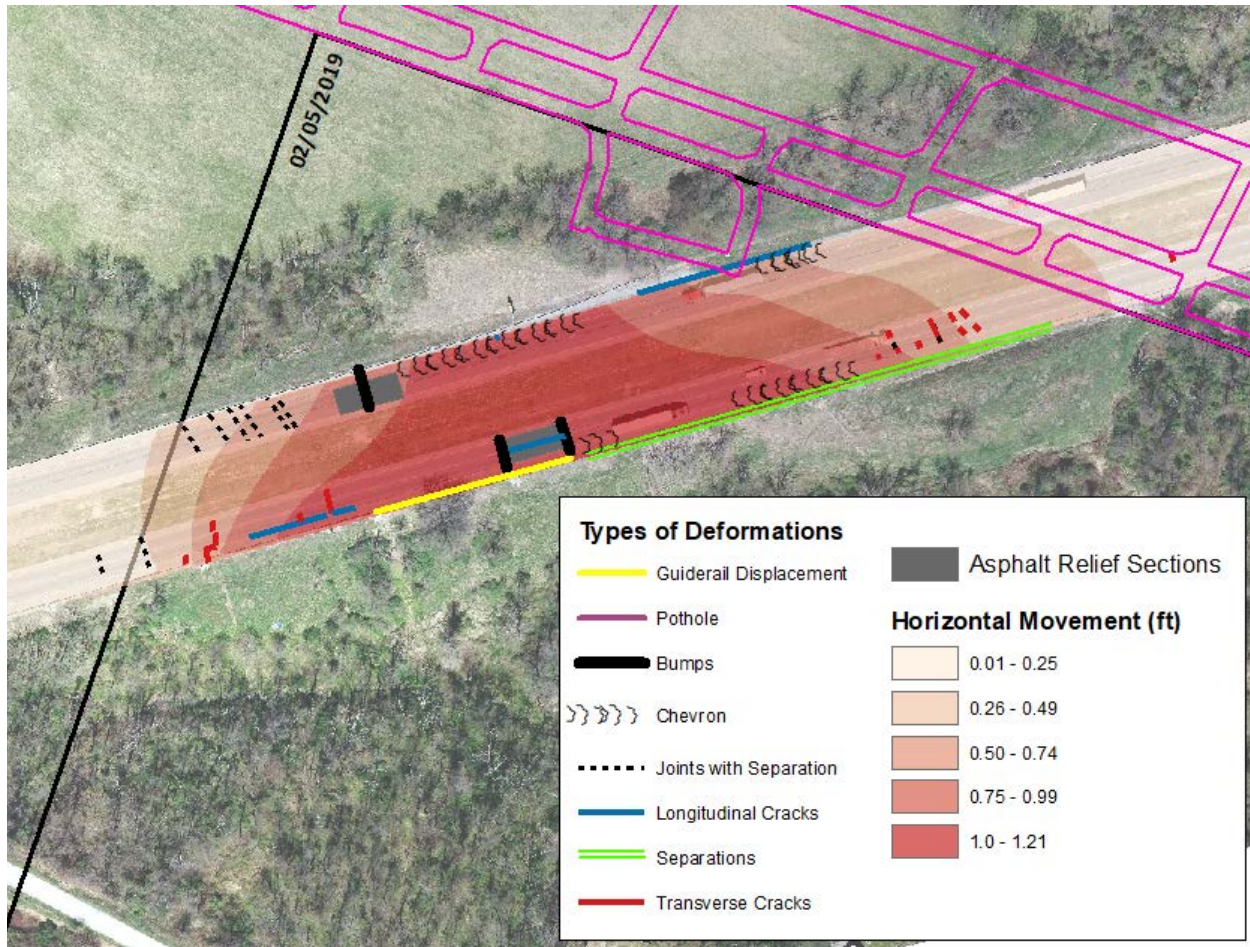 02/05/2019
Types of Deformations
Guiderail Displacement
Pothole
Bumps
Chevron
Joints with Separation
Longitudinal Cracks
Separations
Transverse Cracks
Asphalt Relief Sections
Horizontal Movement (ft)
0.01 - 0.25
0.26 - 0.49
0.50 - 0.74
0.75 - 0.99
1.0 - 1.21